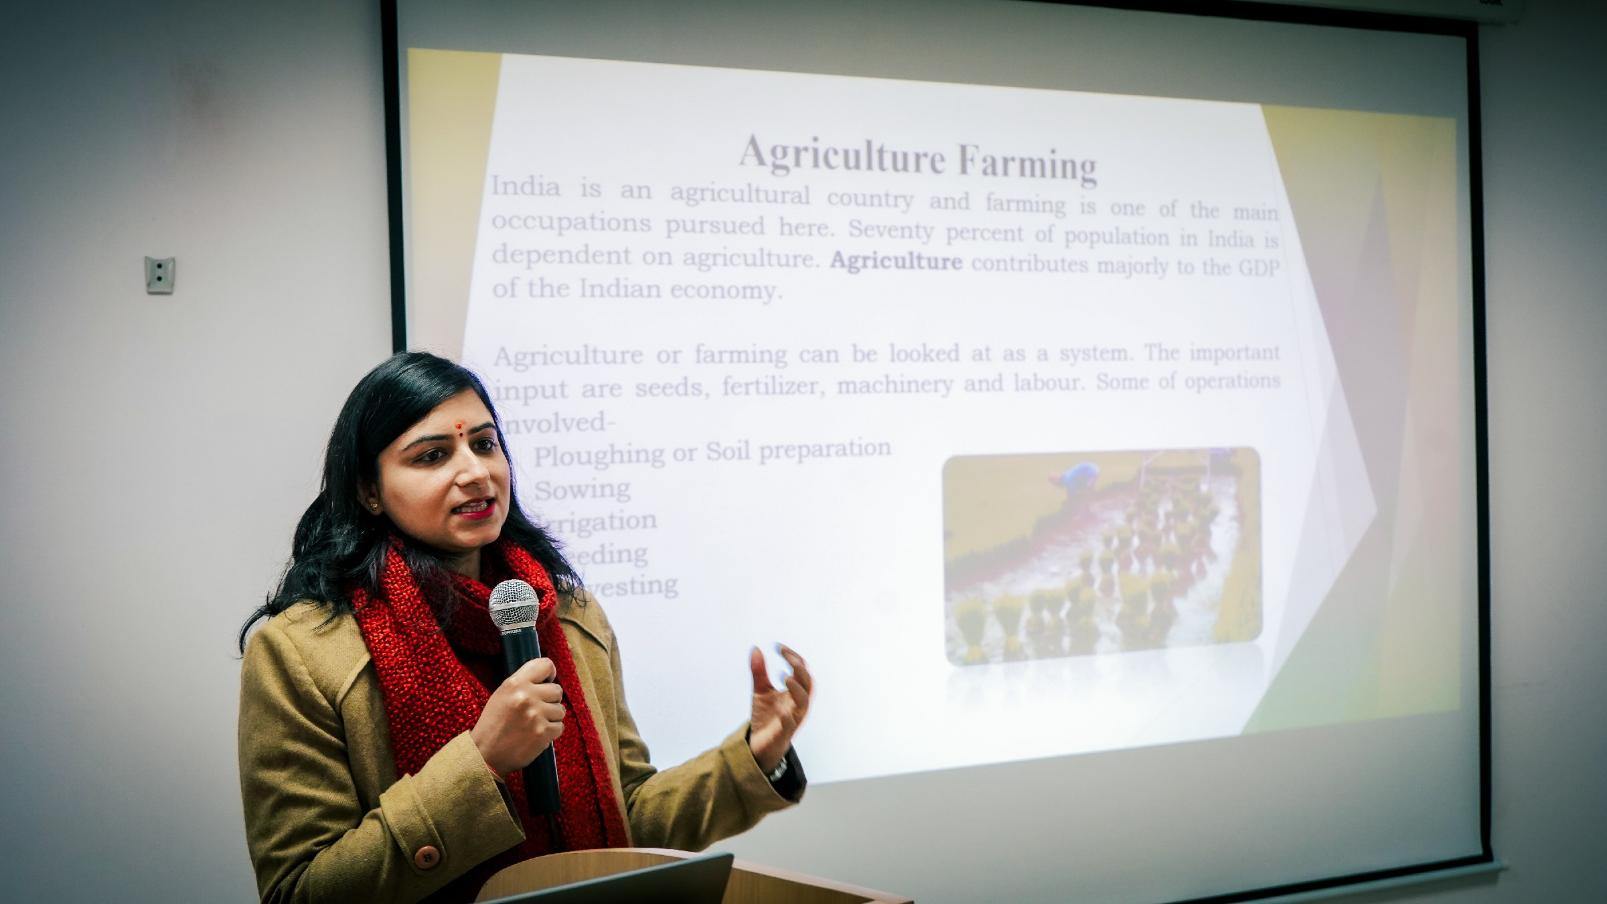 Agriculture Farming
India is an agricultural country and farming is one of the main
occupations pursued here. Seventy percent of population in India is
dependent on agriculture. Agriculture contributes majorly to the GDP
of the Indian economy.
Agriculture or farming can be looked at as a system. The important
input are seeds, fertilizer, machinery and labour. Some of operations
nvolved-
Ploughing or Soil preparation
Sowing
rrigation
eeding
vesting